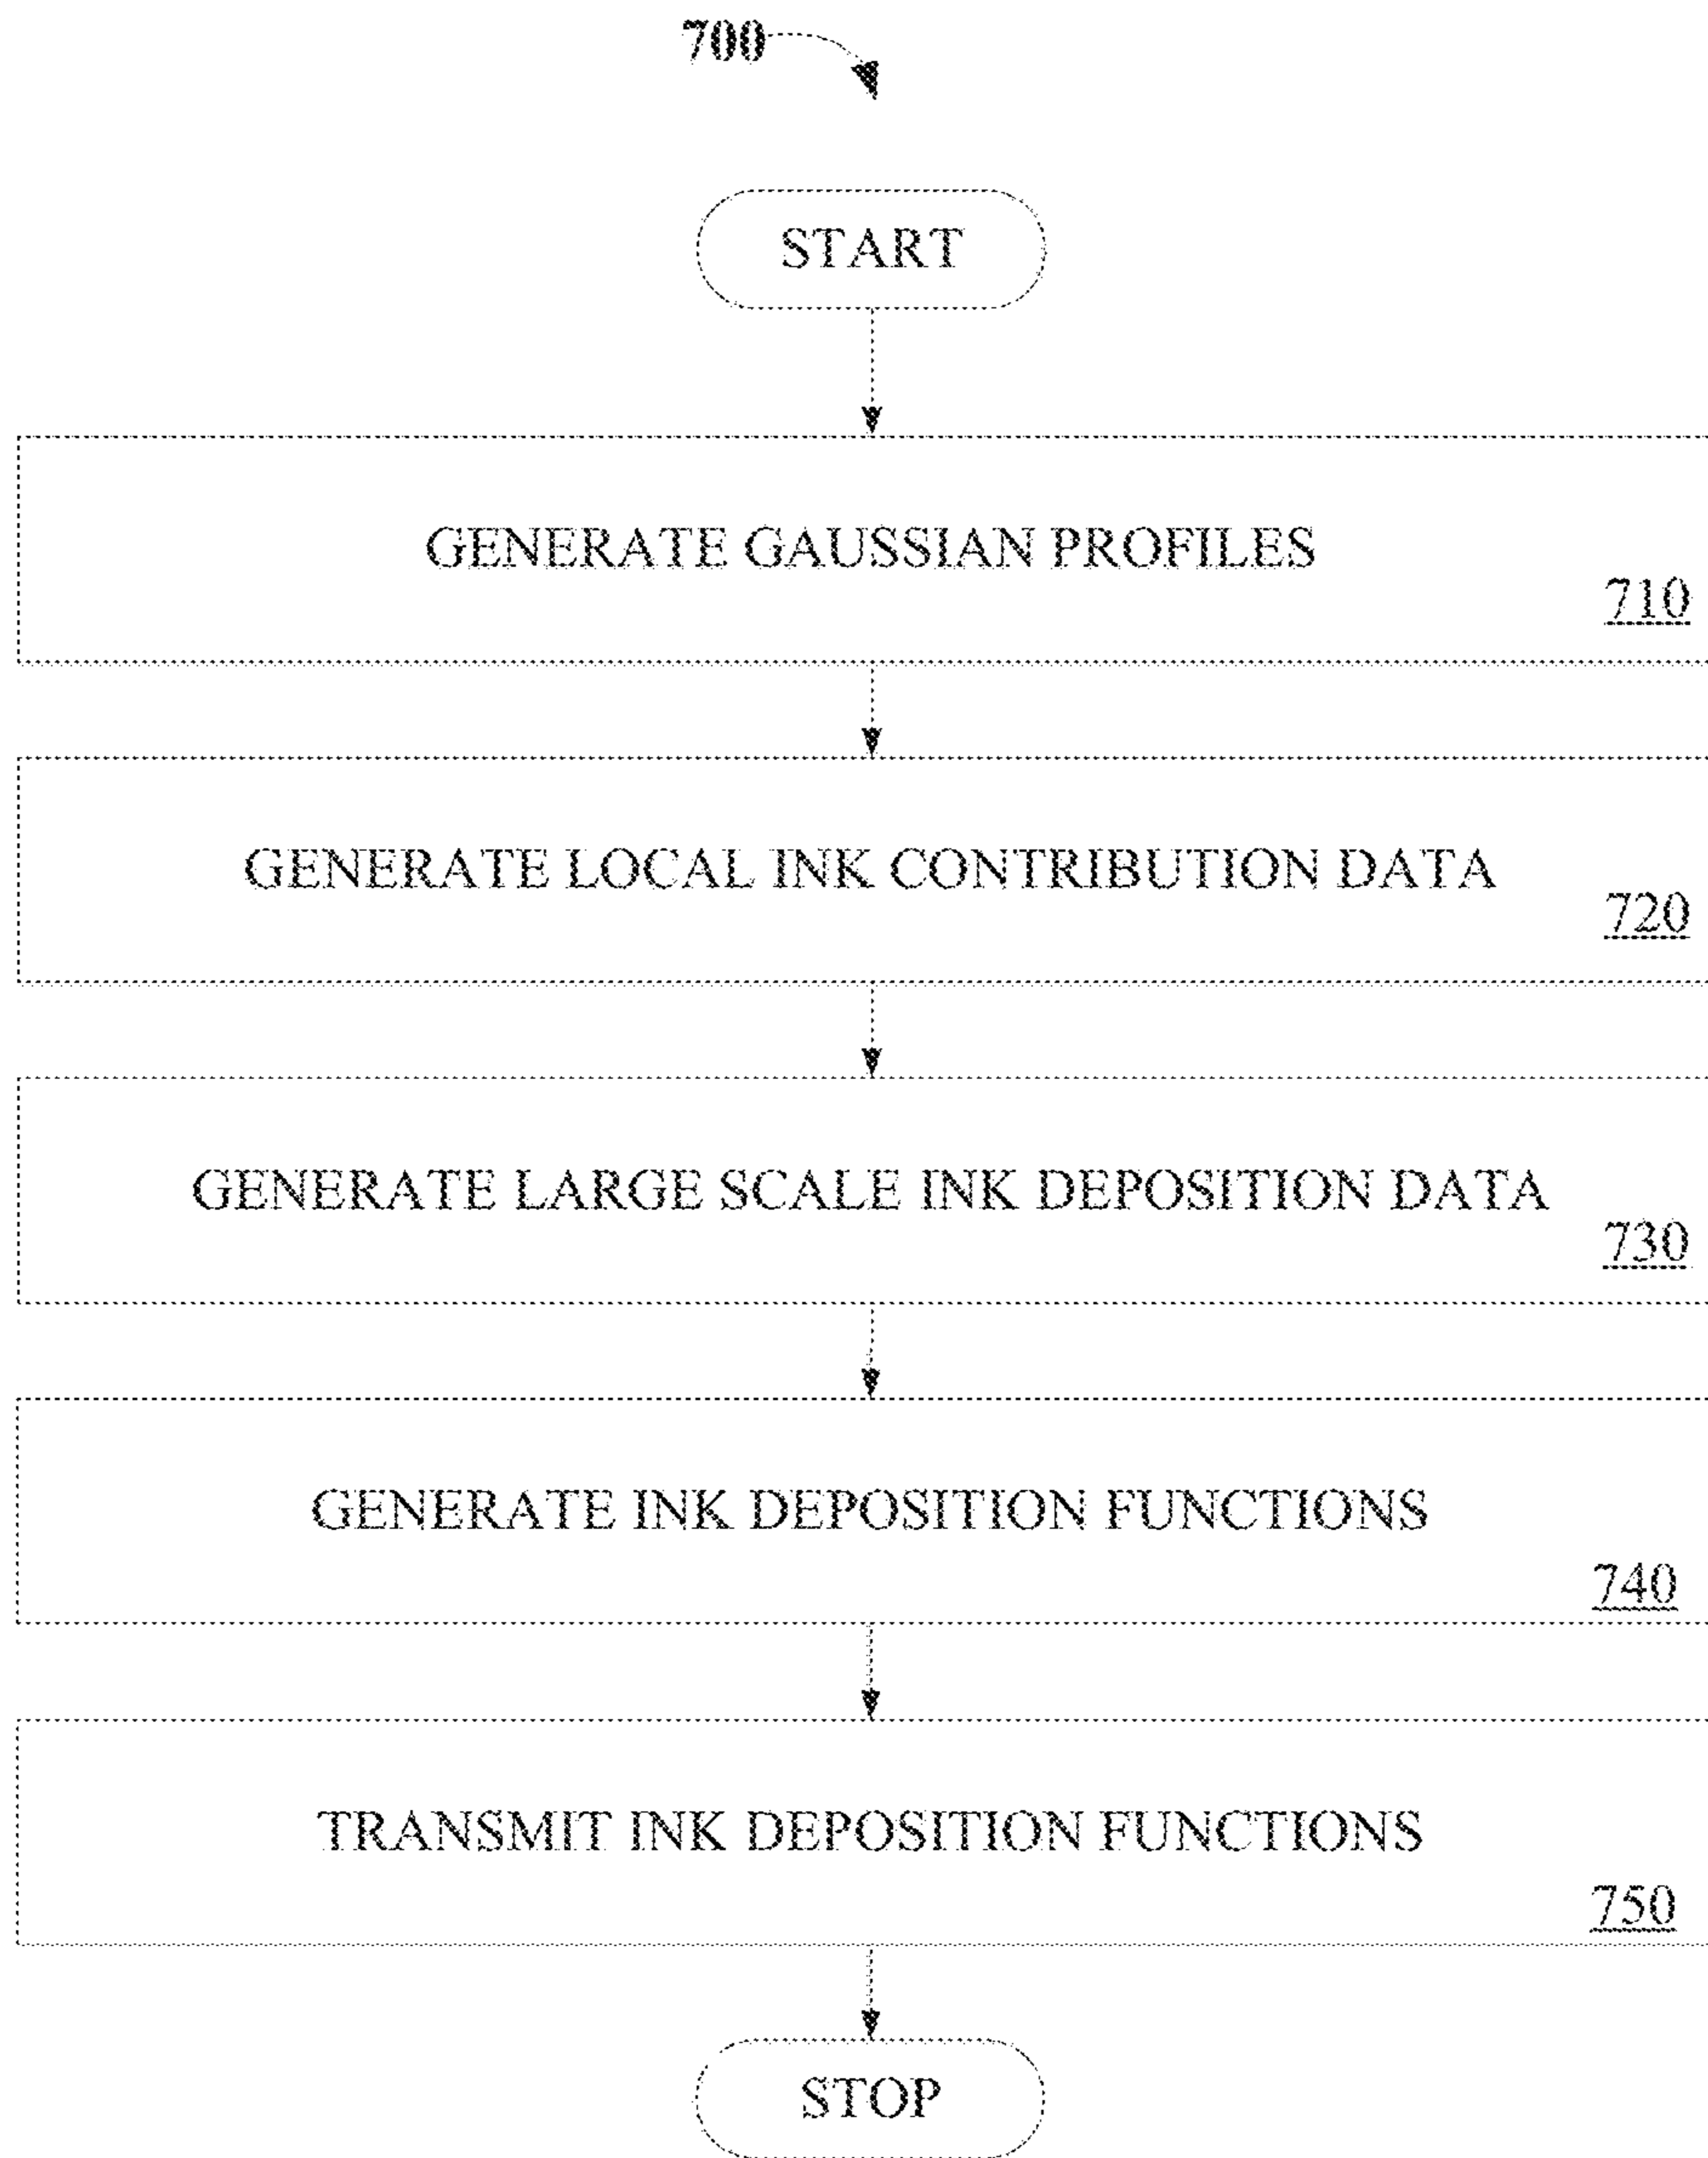 700
START
GENERATE GAUSSIAN PROFILES
710
GENERATE LOCAL INK CONTRIBUTION DATA
720
GENERATE LARGE SCALE INK DEPOSITION DATA
730
GENERATE INK DEPOSITION FUNCTIONS
740
TRANSMIT INK DEPOSITION FUNCTIONS
750
STOP